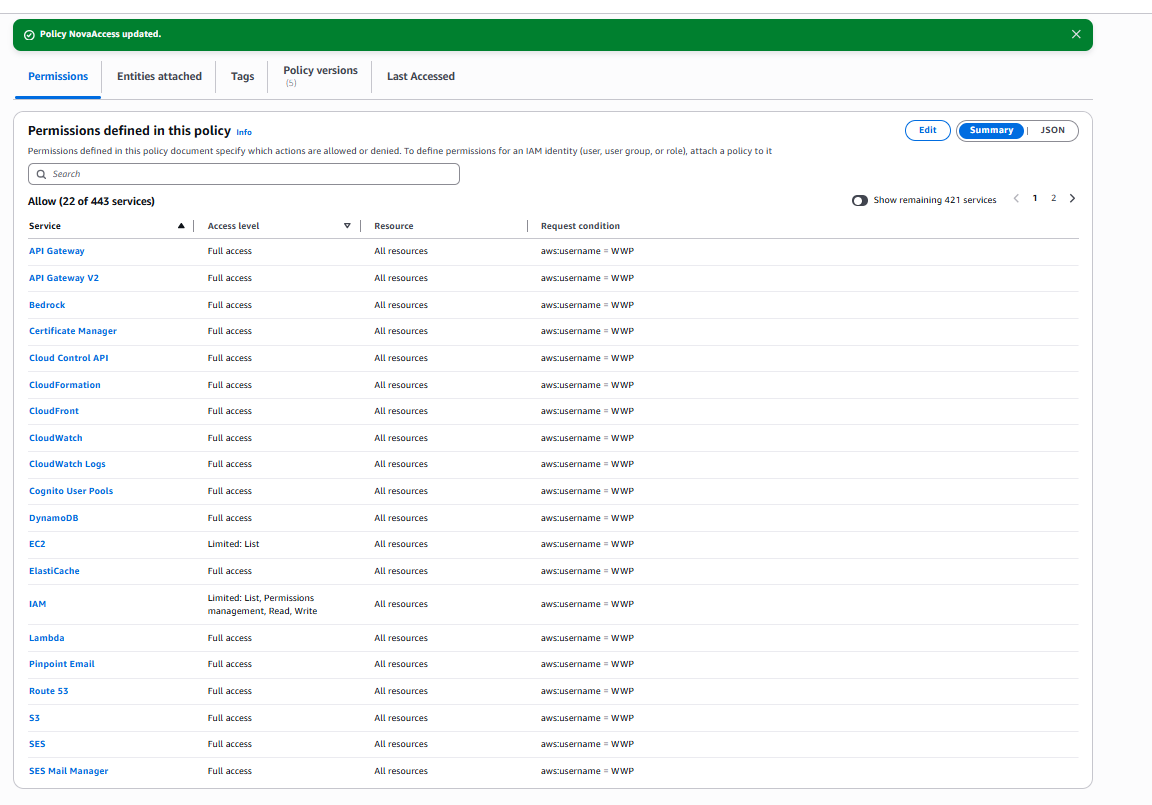 Policy NovaAccess updated.
Permissions Entities attached Tags Policy versions (5) Last Accessed
Permissions defined in this policy Info
Edit Summary JSON
Permissions defined in this policy document specify which actions are allowed or denied. To define permissions for an IAM identity (user, user group, or role), attach a policy to it
Search
Allow (22 of 443 services)
Show remaining 421 services 1 2
Service Access level Resource Request condition
API Gateway Full access All resources aws:username = WWP
API Gateway V2 Full access All resources aws:username = WWP
Bedrock Full access All resources aws:username = WWP
Certificate Manager Full access All resources aws:username = WWP
Cloud Control API Full access All resources aws:username = WWP
CloudFormation Full access All resources aws:username = WWP
CloudFront Full access All resources aws:username = WWP
CloudWatch Full access All resources aws:username = WWP
CloudWatch Logs Full access All resources aws:username = WWP
Cognito User Pools Full access All resources aws:username = WWP
DynamoDB Full access All resources aws:username = WWP
EC2 Limited: List All resources aws:username = WWP
ElastiCache Full access All resources aws:username = WWP
IAM Limited: List, Permissions management, Read, Write All resources aws:username = WWP
Lambda Full access All resources aws:username = WWP
Pinpoint Email Full access All resources aws:username = WWP
Route 53 Full access All resources aws:username = WWP
S3 Full access All resources aws:username = WWP
SES Full access All resources aws:username = WWP
SES Mail Manager Full access All resources aws:username = WWP